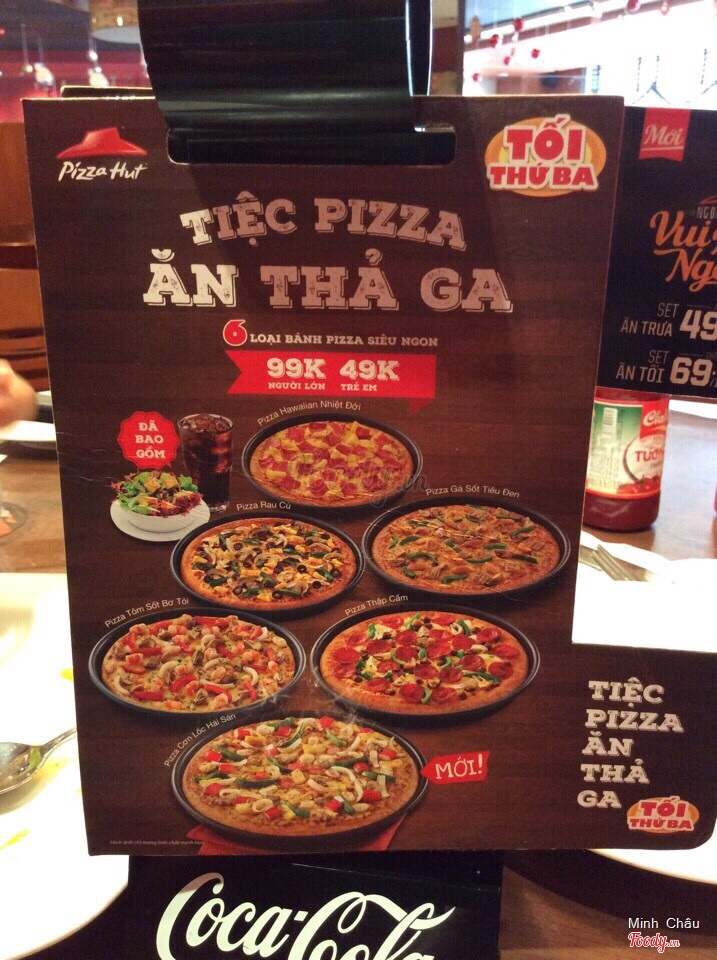 Pizza Hut
TỐI
THỨ BA
TIỆC PIZZA
ĂN THẢ GA
6 LOẠI BÁNH PIZZA SIÊU NGON
99K 49K
NGƯỜI LỚN TRẺ EM
ĐÃ
BAO
GỒM
Pizza Hawaiian Nhiệt Đới
Pizza Rau Củ
Pizza Gà Sốt Tiêu Đen
Pizza Tôm Sốt Bơ Tỏi
Pizza Thập Cẩm
Pizza Cơn Lốc Hải Sản
MỚI!
Mới
Vui
SET
ĂN TRƯA 49
SET
ĂN TỐI 69
TIỆC
PIZZA
ĂN
THẢ
GA
TỐI
THỨ BA
Coca-Cola
Minh Châu
Foody.vn